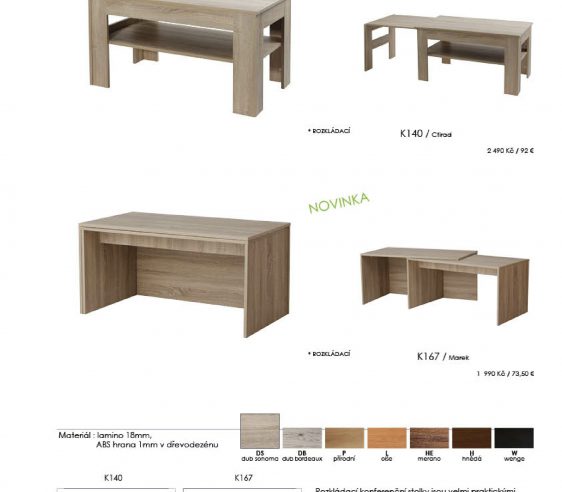 * ROZKLÁDACÍ
K140 / Ctirad
2 490 Kč / 92 €
NOVINKA
* ROZKLÁDACÍ
K167 / Marek
1 990 Kč / 73,50 €
Materiál : lamino 18mm,
ABS hrana 1mm v dřevodezénu
DS DB P L HE H W
dub sonoma dub bordeaux přírodní olše merano hnědá wenge
K140 K167
Rozkládací konferenční stolky jsou velmi praktickými